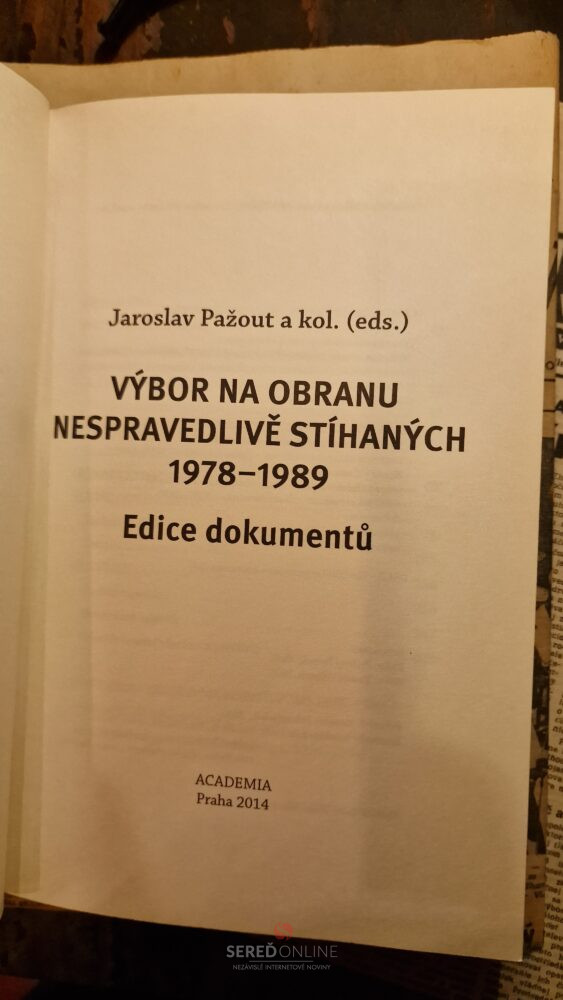 Jaroslav Pažout a kol. (eds.)
VÝBOR NA OBRANU
NESPRAVEDLIVĚ STÍHANÝCH
1978–1989
Edice dokumentů
ACADEMIA
Praha 2014
SEREĎONLINE
NEZÁVISLÉ INTERNETOVÉ NOVINY